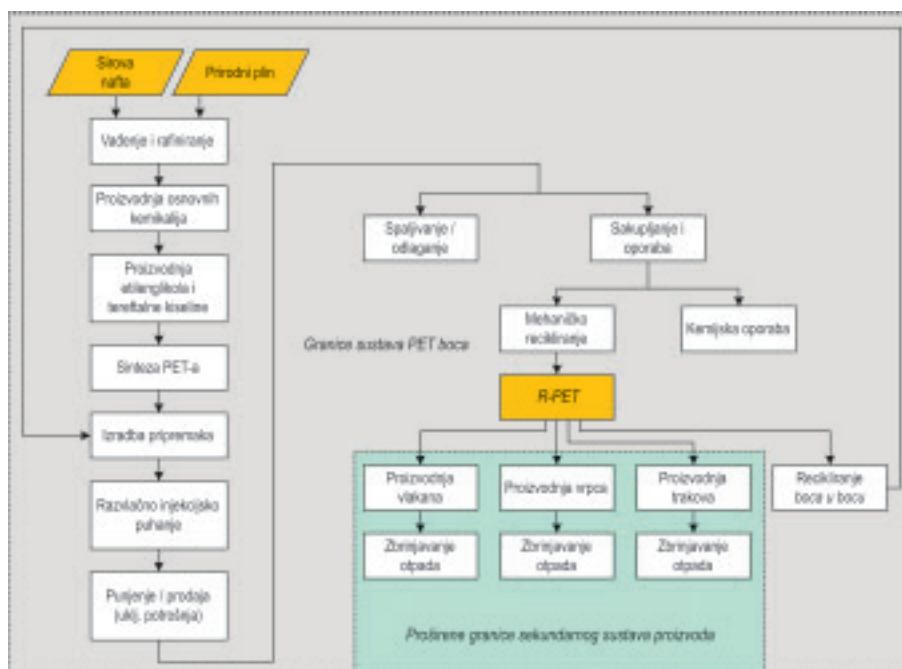 Sirova
nafta
Prirodni plin
Vađenje i rafiniranje
Proizvodnja osnovnih
kemikalija
Proizvodnja
etilenglikola i
tereftalne kiseline
Sinteza PET-a
Izradba pripremaka
Razvlačno injekcijsko
puhanje
Punjenje i prodaja
(uklj. potrošnja)
Spaljivanje /
odlaganje
Sakupljanje i
oporaba
Mehaničko
recikliranje
Kemijska oporaba
Granice sustava PET boca
R-PET
Proizvodnja
vlakana
Proizvodnja vrpca
Proizvodnja
trakova
Recikliranje
boca u bocu
Zbrinjavanje
otpada
Zbrinjavanje
otpada
Zbrinjavanje
otpada
Proširene granice sekundarnog sustava proizvoda